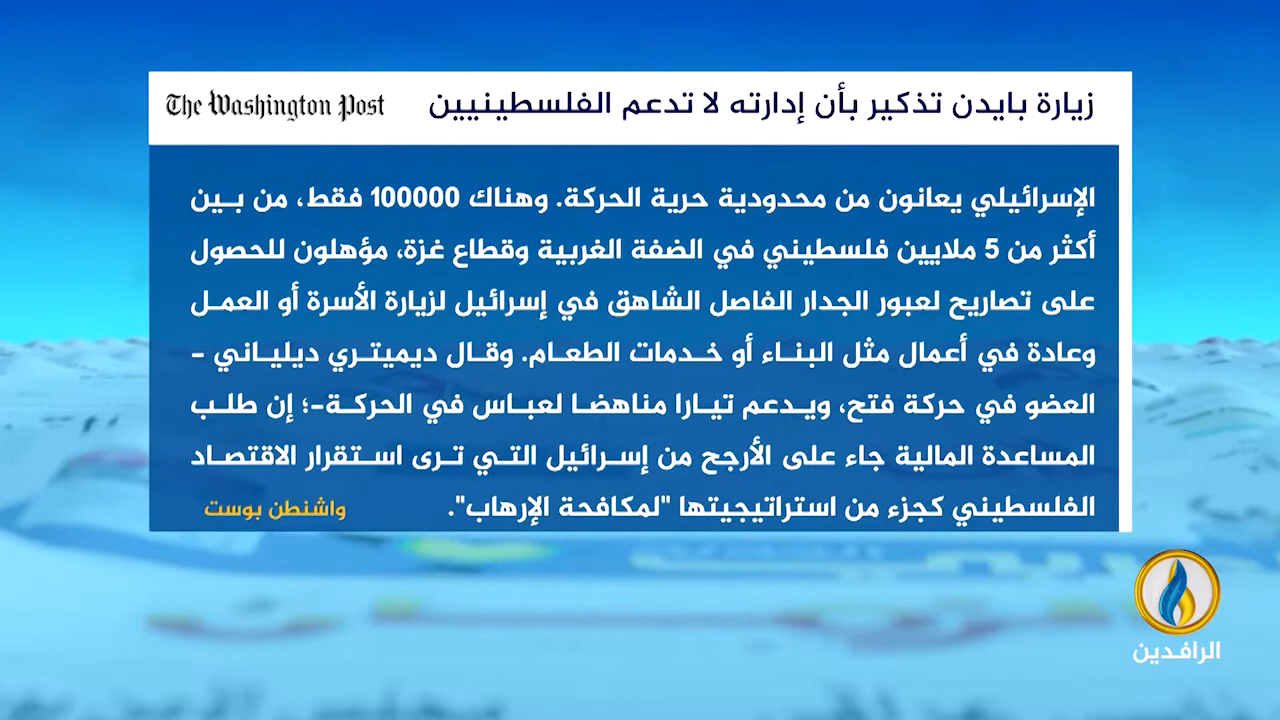 زيارة بايدن تذكير بأن إدارته لا تدعم الفلسطينيين
The Washington Post
الإسرائيلي يعانون من محدودية حرية الحركة. وهناك 100000 فقط، من بين
أكثر من 5 ملايين فلسطيني في الضفة الغربية وقطاع غزة، مؤهلون للحصول
على تصاريح لعبور الجدار الفاصل الشاهق في إسرائيل لزيارة الأسرة أو العمل
وعادة في أعمال مثل البناء أو خدمات الطعام. وقال ديميتري ديلياني -
العضو في حركة فتح، ويدعم تيارا مناهضا لعباس في الحركة-؛ إن طلب
المساعدة المالية جاء على الأرجح من إسرائيل التي ترى استقرار الاقتصاد
الفلسطيني كجزء من استراتيجيتها "لمكافحة الإرهاب".
واشنطن بوست
الرافدين